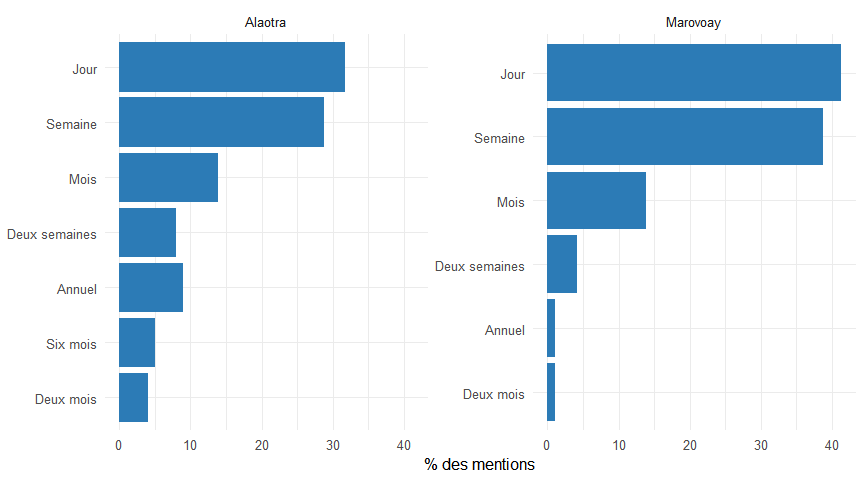 Alaotra
Jour
Semaine
Mois
Deux semaines
Annuel
Six mois
Deux mois
0 10 20 30 40
Marovoay
Jour
Semaine
Mois
Deux semaines
Annuel
Deux mois
0 10 20 30 40
% des mentions